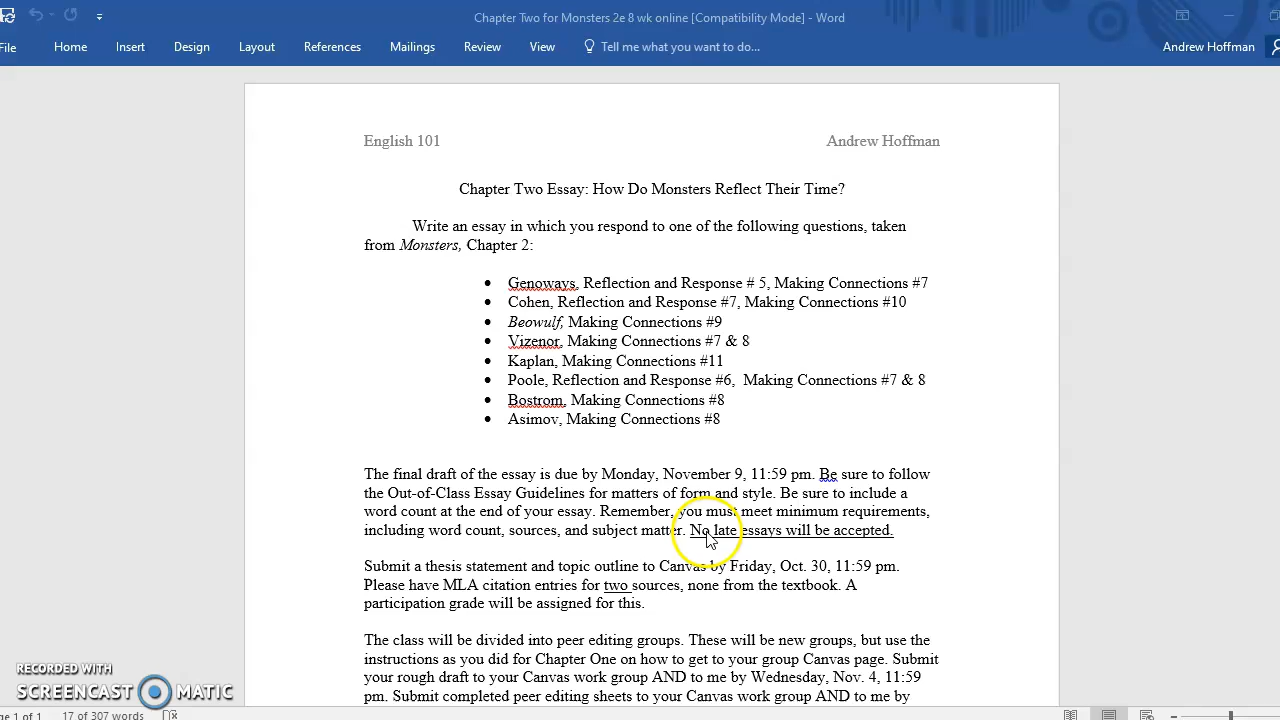 Chapter Two for Monsters 2e 8 wk online [Compatibility Mode] - Word
File Home Insert Design Layout References Mailings Review View Tell me what you want to do... Andrew Hoffman
English 101 Andrew Hoffman
Chapter Two Essay: How Do Monsters Reflect Their Time?
Write an essay in which you respond to one of the following questions, taken
from Monsters, Chapter 2:
• Genoways, Reflection and Response # 5, Making Connections #7
• Cohen, Reflection and Response #7, Making Connections #10
• Beowulf, Making Connections #9
• Vizenor, Making Connections #7 & 8
• Kaplan, Making Connections #11
• Poole, Reflection and Response #6,  Making Connections #7 & 8
• Bostrom, Making Connections #8
• Asimov, Making Connections #8
The final draft of the essay is due by Monday, November 9, 11:59 pm. Be sure to follow
the Out-of-Class Essay Guidelines for matters of form and style. Be sure to include a
word count at the end of your essay. Remember, you must meet minimum requirements,
including word count, sources, and subject matter. No late essays will be accepted.
Submit a thesis statement and topic outline to Canvas by Friday, Oct. 30, 11:59 pm.
Please have MLA citation entries for two sources, none from the textbook. A
participation grade will be assigned for this.
The class will be divided into peer editing groups. These will be new groups, but use the
instructions as you did for Chapter One on how to get to your group Canvas page. Submit
your rough draft to your Canvas work group AND to me by Wednesday, Nov. 4, 11:59
pm. Submit completed peer editing sheets to your Canvas work group AND to me by
RECORDED WITH
SCREENCAST MATIC
ge 1 of 1 17 of 307 words